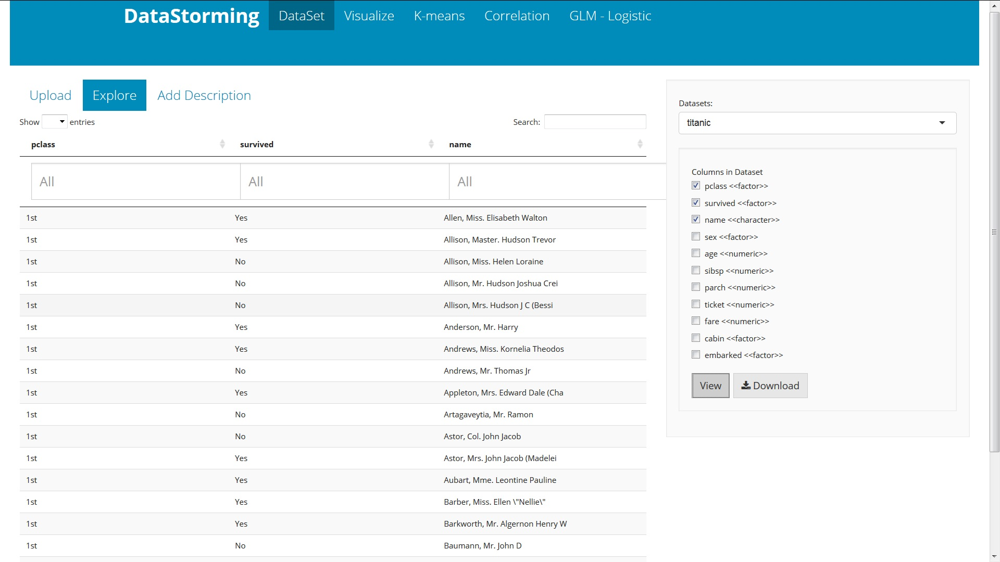 DataStorming DataSet Visualize K-means Correlation GLM - Logistic
Upload Explore Add Description
Show entries Search:
pclass survived name
All All All
1st Yes Allen, Miss. Elisabeth Walton
1st Yes Allison, Master. Hudson Trevor
1st No Allison, Miss. Helen Loraine
1st No Allison, Mr. Hudson Joshua Crei
1st No Allison, Mrs. Hudson J C (Bessi
1st Yes Anderson, Mr. Harry
1st Yes Andrews, Miss. Kornelia Theodos
1st No Andrews, Mr. Thomas Jr
1st Yes Appleton, Mrs. Edward Dale (Cha
1st No Artagaveytia, Mr. Ramon
1st No Astor, Col. John Jacob
1st Yes Astor, Mrs. John Jacob (Madelei
1st Yes Aubart, Mme. Leontine Pauline
1st Yes Barber, Miss. Ellen \"Nellie\"
1st Yes Barkworth, Mr. Algernon Henry W
1st No Baumann, Mr. John D
Datasets:
titanic
Columns in Dataset
pclass <<factor>>
survived <<factor>>
name <<character>>
sex <<factor>>
age <<numeric>>
sibsp <<numeric>>
parch <<numeric>>
ticket <<numeric>>
fare <<numeric>>
cabin <<factor>>
embarked <<factor>>
View Download